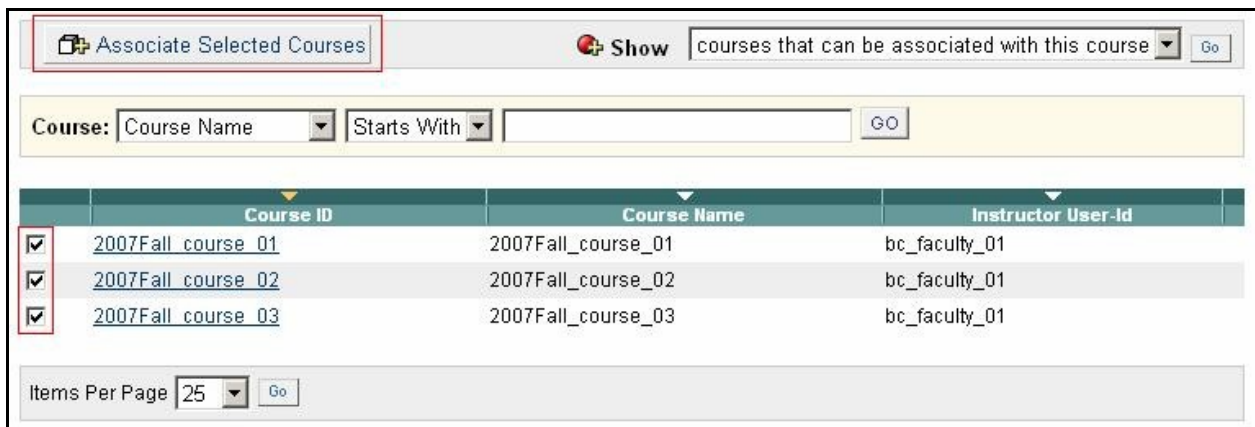 Associate Selected Courses Show courses that can be associated with this course Go
Course: Course Name Starts With GO
Course ID Course Name Instructor User-Id
2007Fall_course_01 2007Fall_course_01 bc_faculty_01
2007Fall_course_02 2007Fall_course_02 bc_faculty_01
2007Fall_course_03 2007Fall_course_03 bc_faculty_01
Items Per Page 25 Go